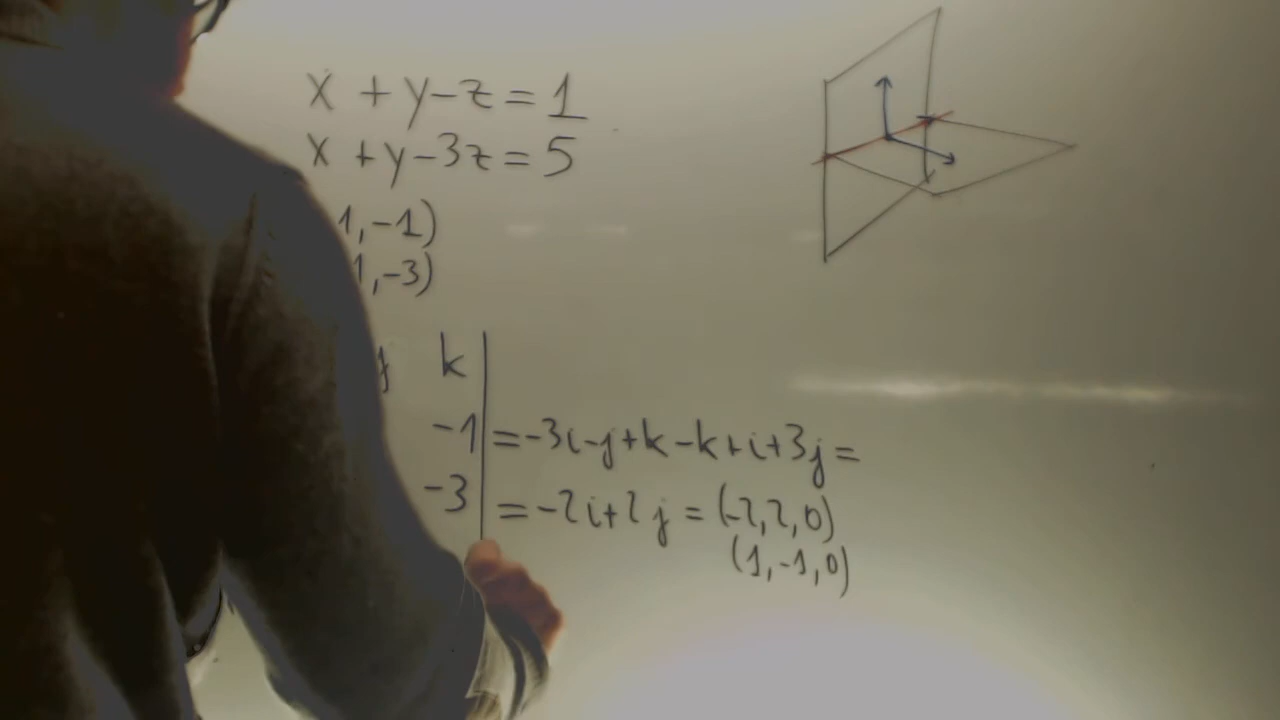 x + y - z = 1
x + y - 3z = 5
1, -1)
1, -3)
j k
-1 = -3i - j + k - k + i + 3j =
-3 = -2i + 2j = (-2, 2, 0)
(1, -1, 0)